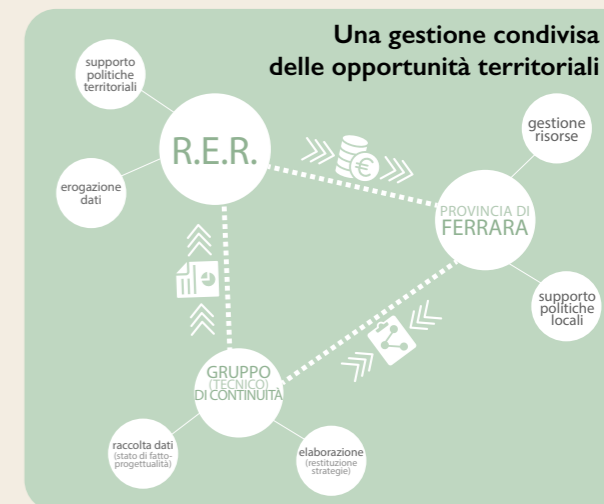 Una gestione condivisa
delle opportunità territoriali
supporto
politiche
territoriali
R.E.R.
erogazione
dati
gestione
risorse
PROVINCIA DI
FERRARA
supporto
politiche
locali
GRUPPO
(TECNICO)
DI CONTINUITÀ
raccolta dati
(stato di fatto-
progettualità)
elaborazione
(restituzione
strategie)